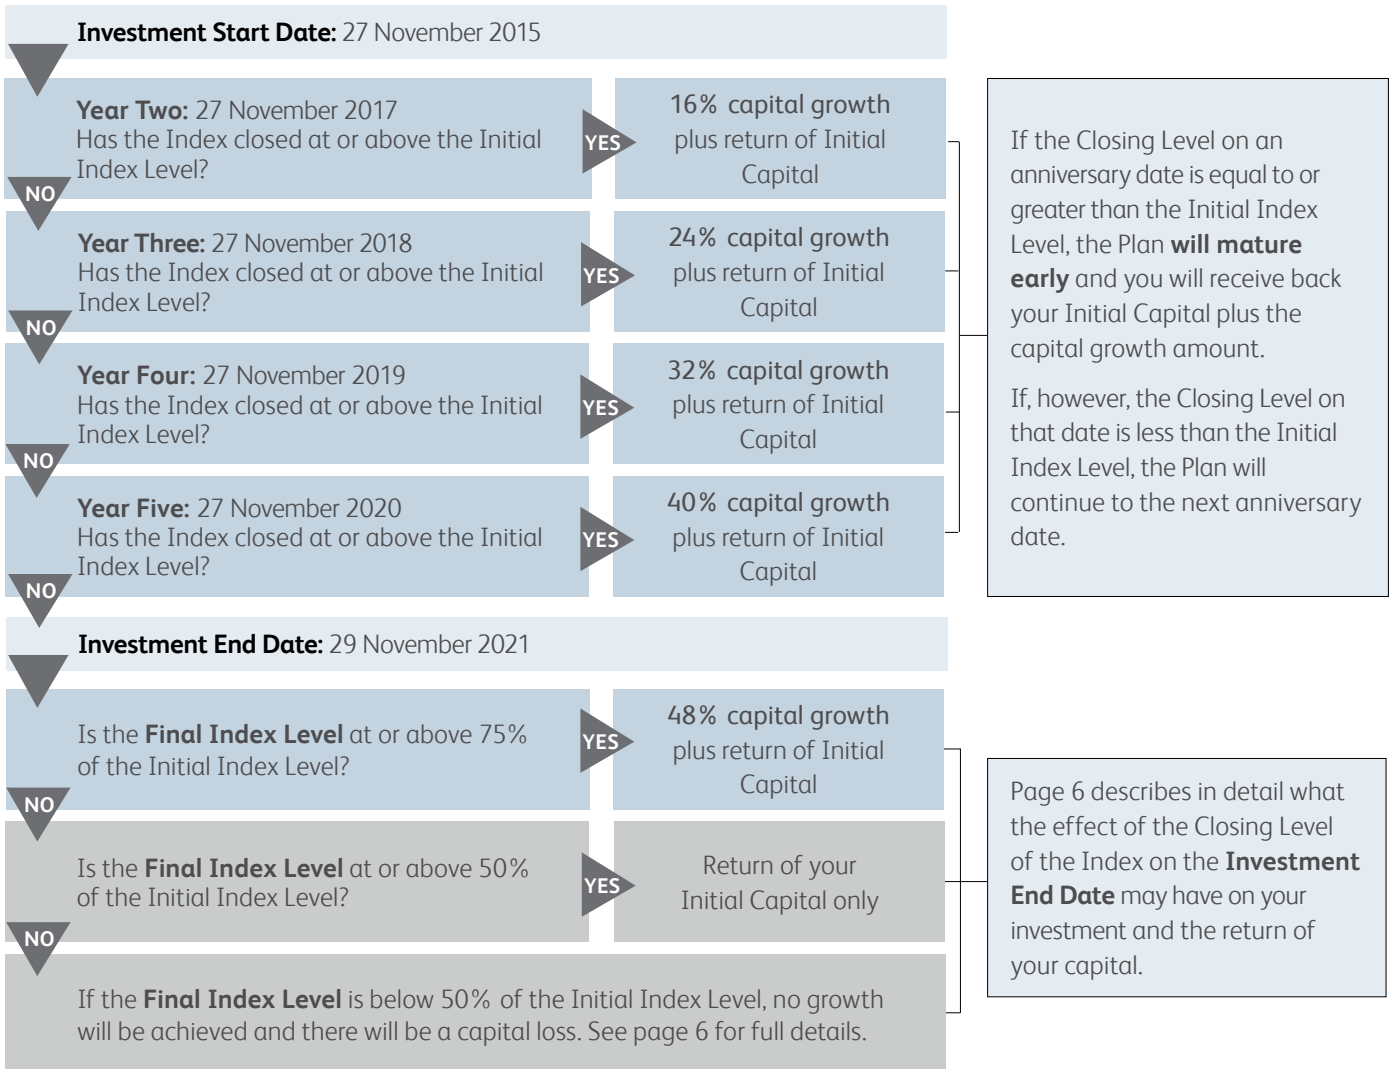 Investment Start Date: 27 November 2015
Year Two: 27 November 2017
Has the Index closed at or above the Initial
Index Level?
YES
16% capital growth
plus return of Initial
Capital
NO
Year Three: 27 November 2018
Has the Index closed at or above the Initial
Index Level?
YES
24% capital growth
plus return of Initial
Capital
NO
Year Four: 27 November 2019
Has the Index closed at or above the Initial
Index Level?
YES
32% capital growth
plus return of Initial
Capital
NO
Year Five: 27 November 2020
Has the Index closed at or above the Initial
Index Level?
YES
40% capital growth
plus return of Initial
Capital
NO
If the Closing Level on an
anniversary date is equal to or
greater than the Initial Index
Level, the Plan will mature
early and you will receive back
your Initial Capital plus the
capital growth amount.
If, however, the Closing Level on
that date is less than the Initial
Index Level, the Plan will
continue to the next anniversary
date.
Investment End Date: 29 November 2021
Is the Final Index Level at or above 75%
of the Initial Index Level?
YES
48% capital growth
plus return of Initial
Capital
NO
Is the Final Index Level at or above 50%
of the Initial Index Level?
YES
Return of your
Initial Capital only
NO
If the Final Index Level is below 50% of the Initial Index Level, no growth
will be achieved and there will be a capital loss. See page 6 for full details.
Page 6 describes in detail what
the effect of the Closing Level
of the Index on the Investment
End Date may have on your
investment and the return of
your capital.